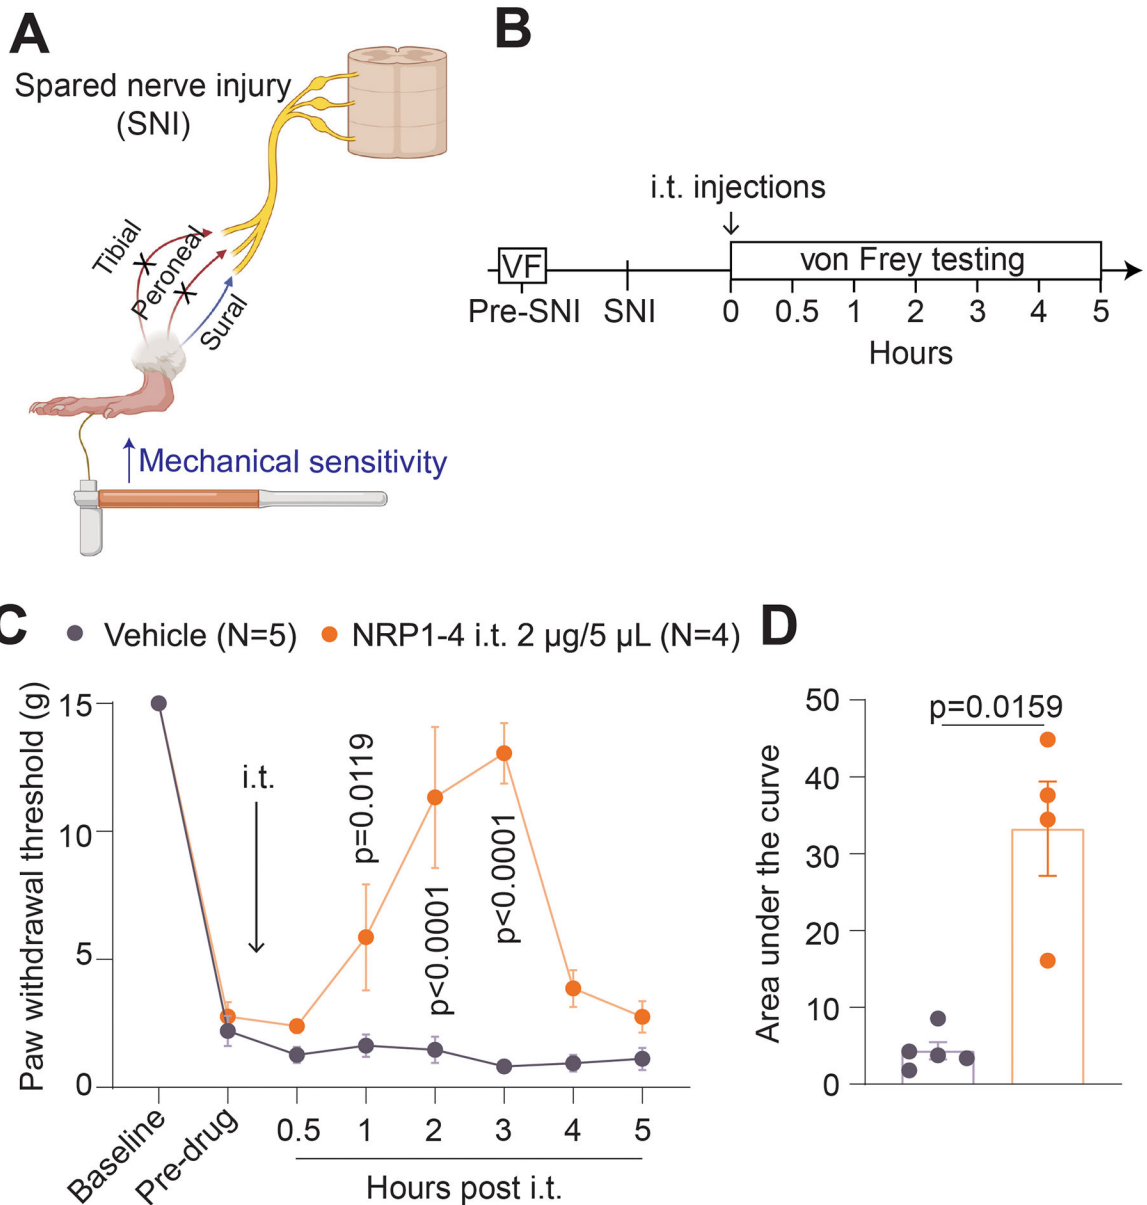 A
Spared nerve injury
(SNI)
Tibial
X
Peroneal
X
Sural
↑Mechanical sensitivity
B
i.t. injections
VF
von Frey testing
Pre-SNI
SNI
0
0.5
1
2
3
4
5
Hours
C
Vehicle (N=5)
NRP1-4 i.t. 2 µg/5 µL (N=4)
Paw withdrawal threshold (g)
15
10
5
0
i.t.
p=0.0119
p<0.0001
p<0.0001
Baseline
Pre-drug
0.5
1
2
3
4
5
Hours post i.t.
D
Area under the curve
50
40
30
20
10
0
p=0.0159